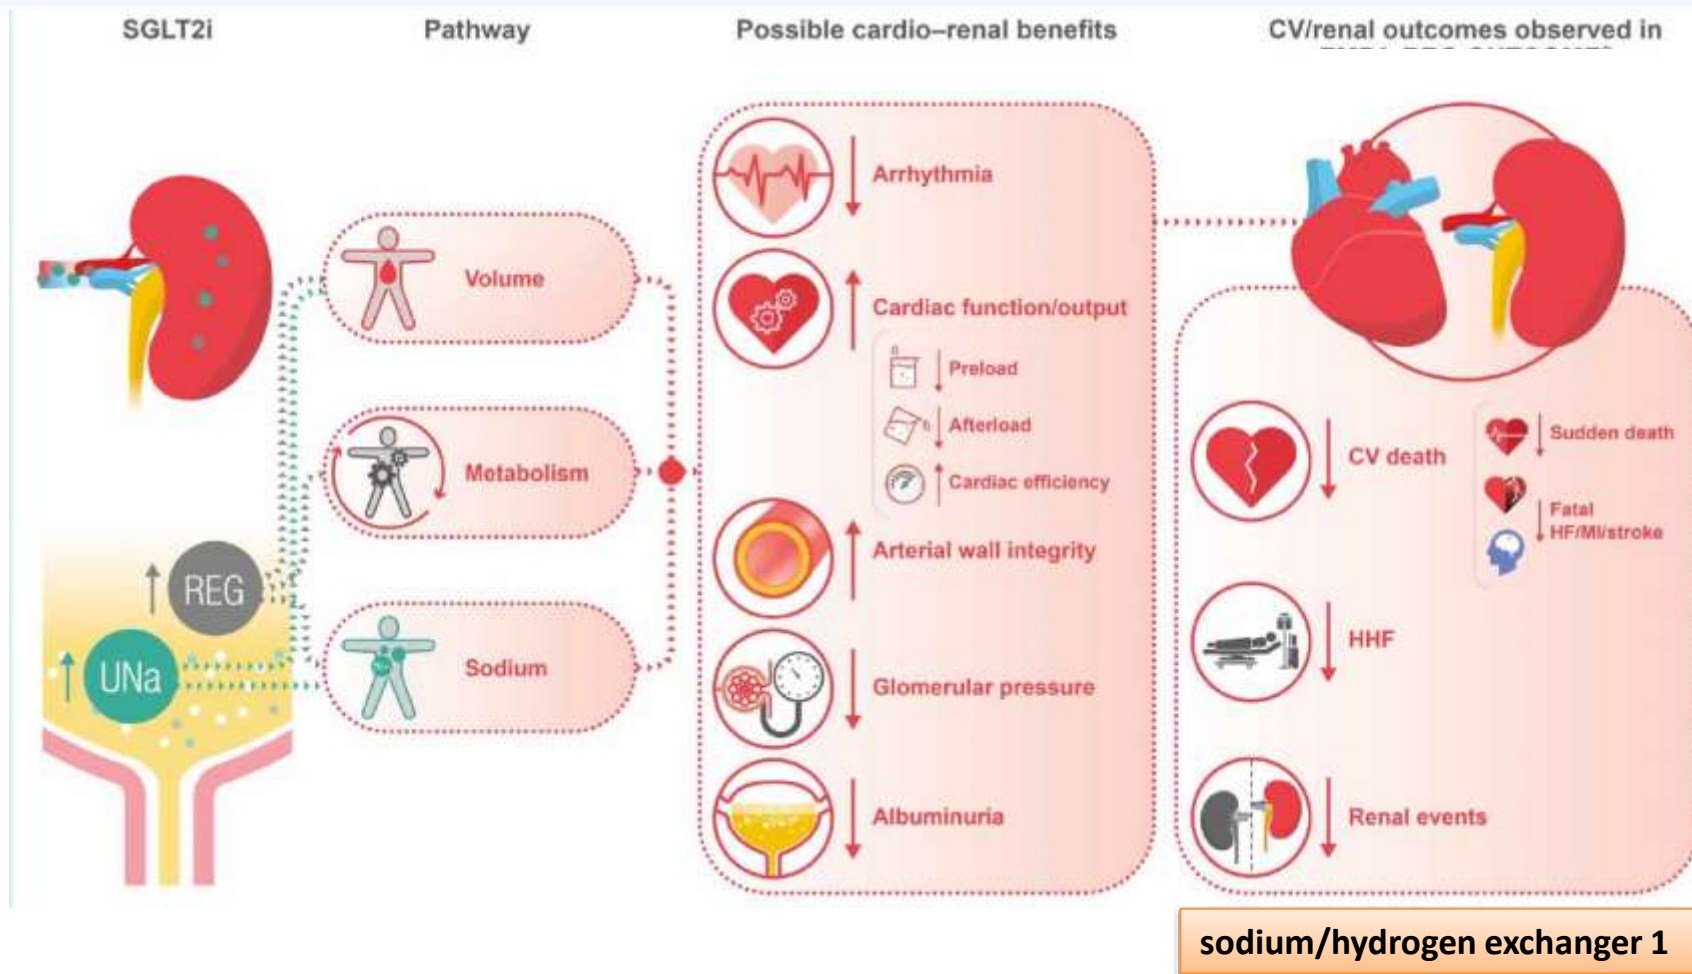 SGLT2i
Pathway
Possible cardio–renal benefits
CV/renal outcomes observed in
Volume
Metabolism
Sodium
REG
UNa
Arrhythmia
Cardiac function/output
Preload
Afterload
Cardiac efficiency
Arterial wall integrity
Glomerular pressure
Albuminuria
CV death
Sudden death
Fatal
HF/MI/stroke
HHF
Renal events
sodium/hydrogen exchanger 1